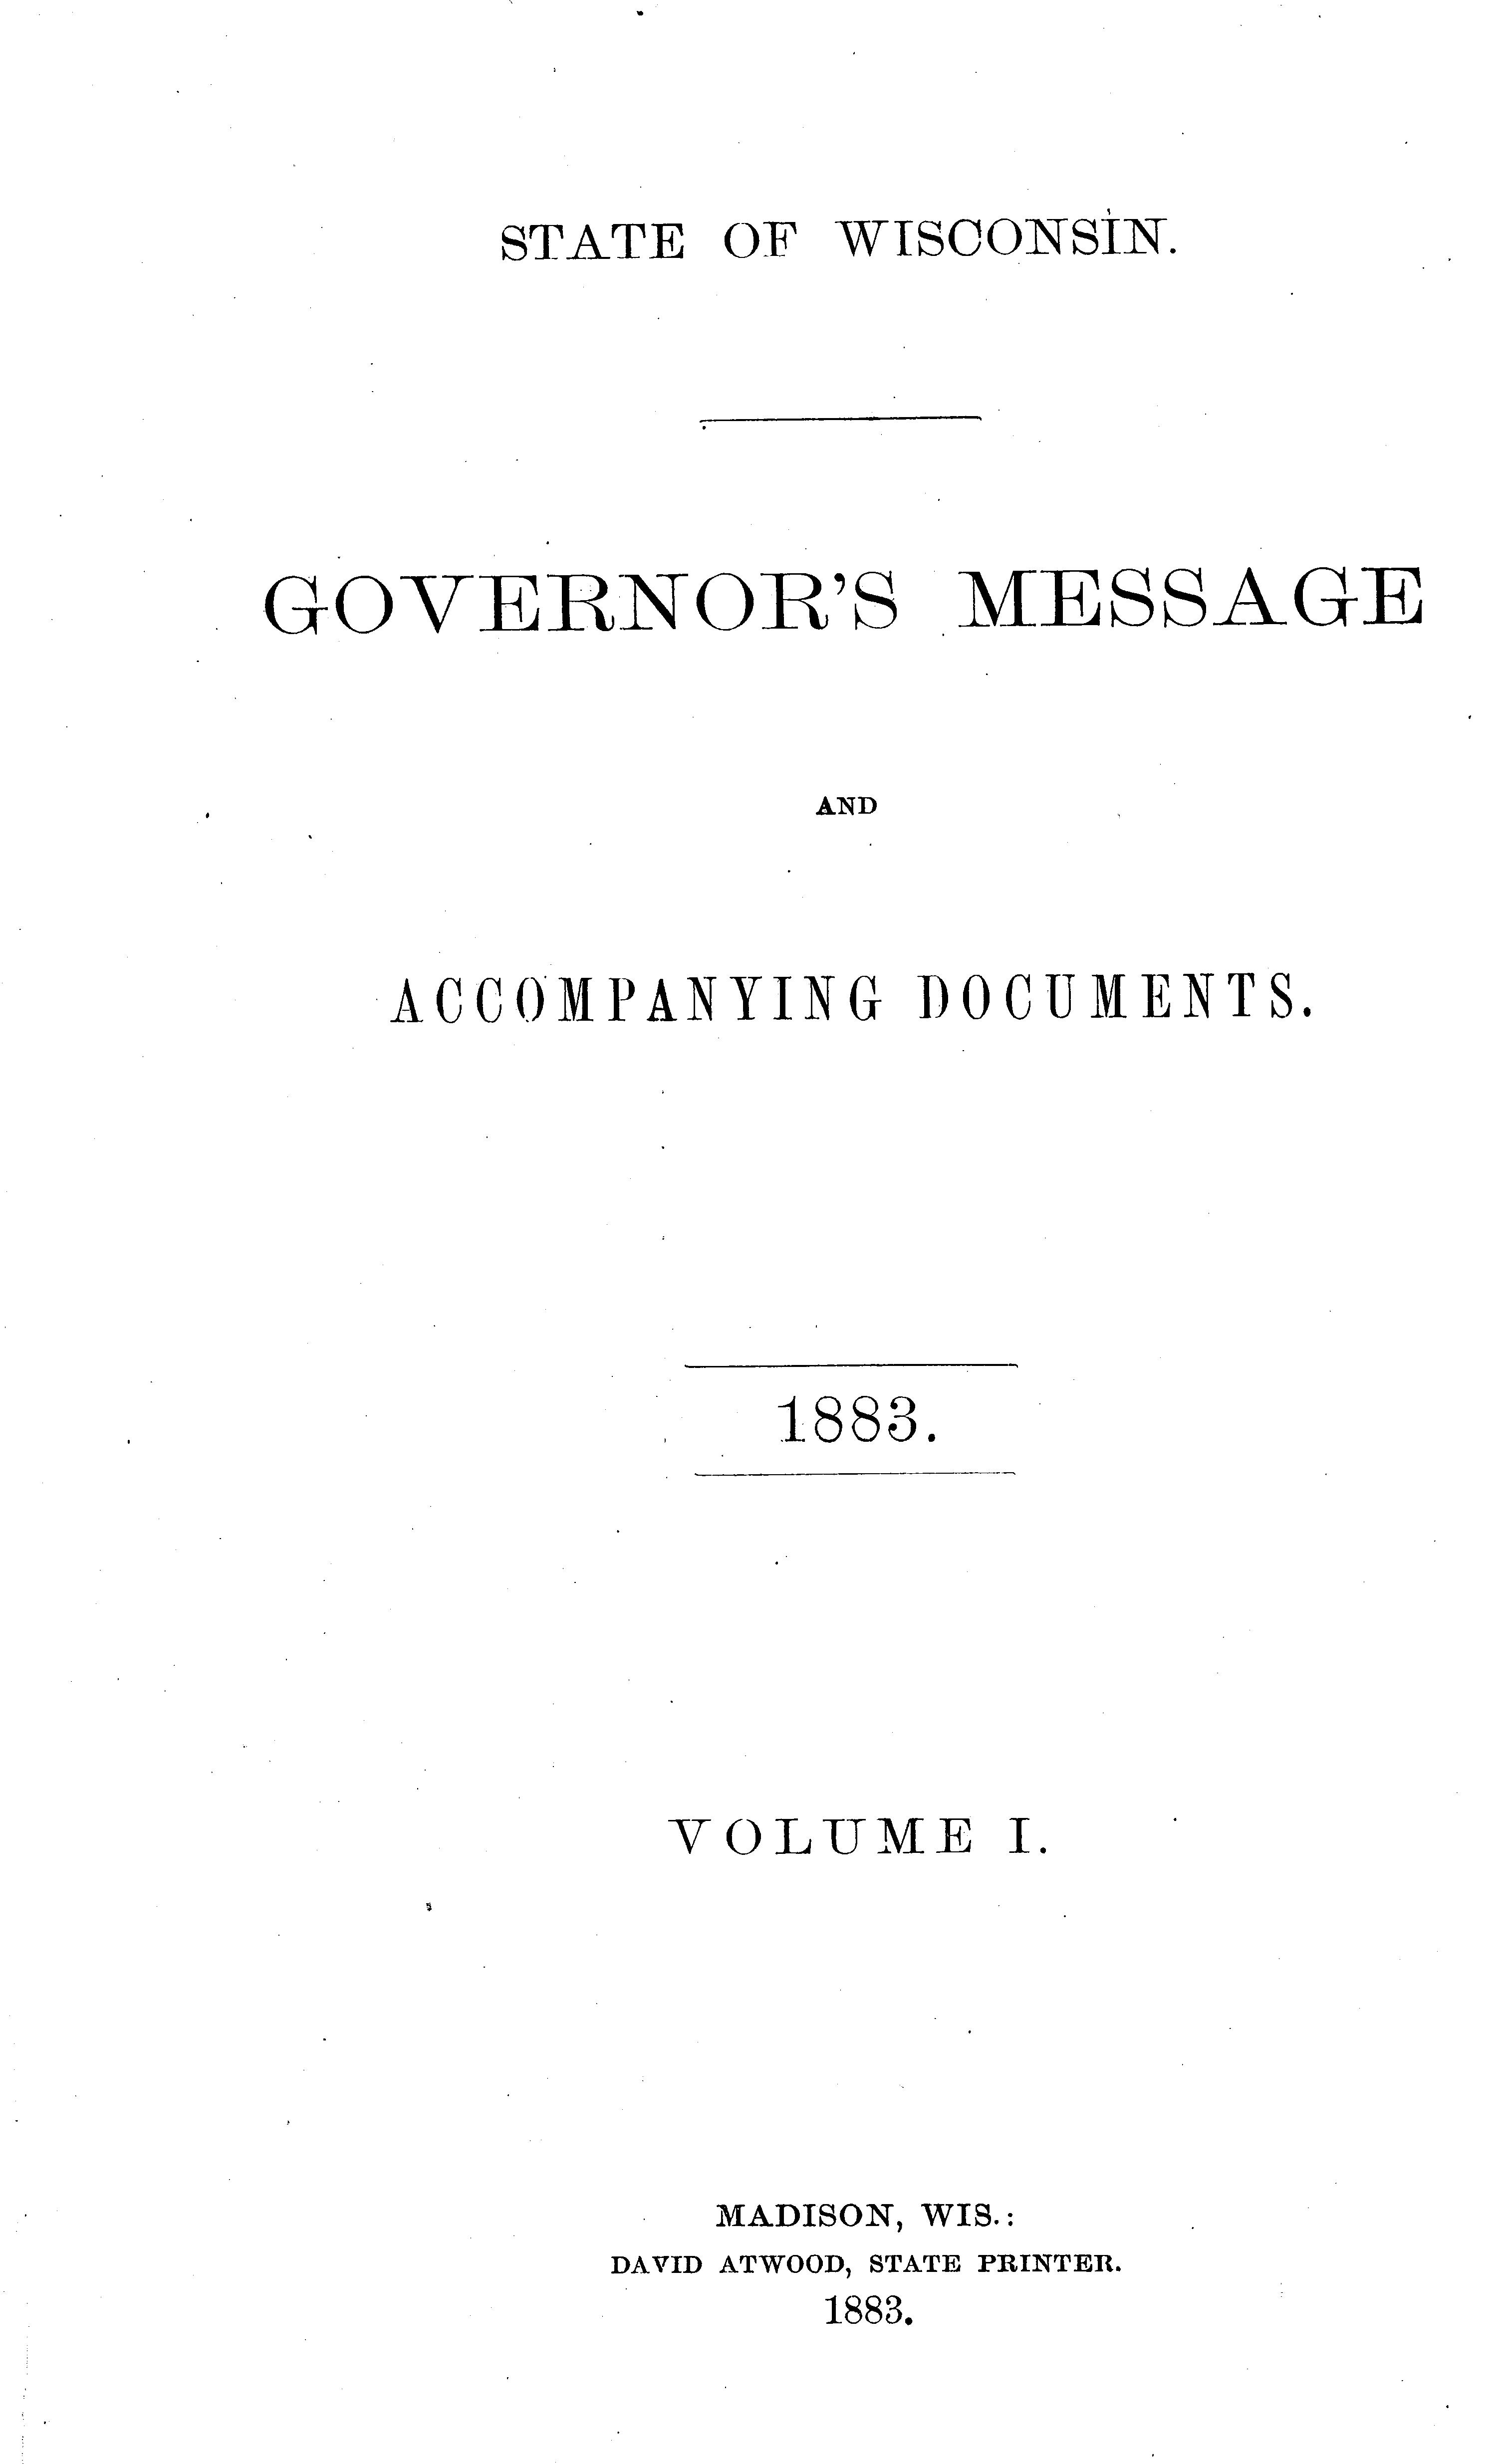 STATE OF WISCONSIN.
GOVERNOR'S MESSAGE
AND
ACCOMPANYING DOCUMENTS.
1883.
VOLUME I.
MADISON, WIS.:
DAVID ATWOOD, STATE PRINTER.
1883.